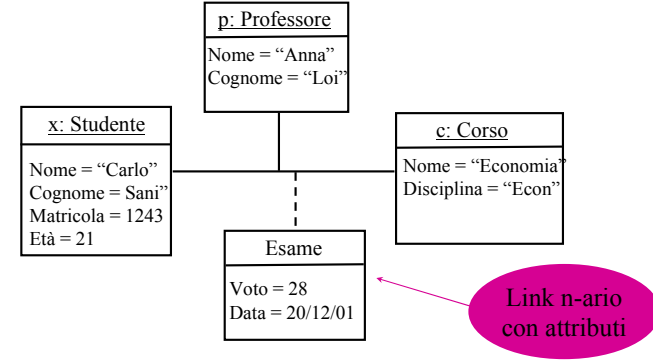 p: Professore
Nome = “Anna”
Cognome = “Loi”
x: Studente
Nome = “Carlo”
Cognome = Sani”
Matricola = 1243
Età = 21
c: Corso
Nome = “Economia”
Disciplina = “Econ”
Esame
Voto = 28
Data = 20/12/01
Link n-ario
con attributi